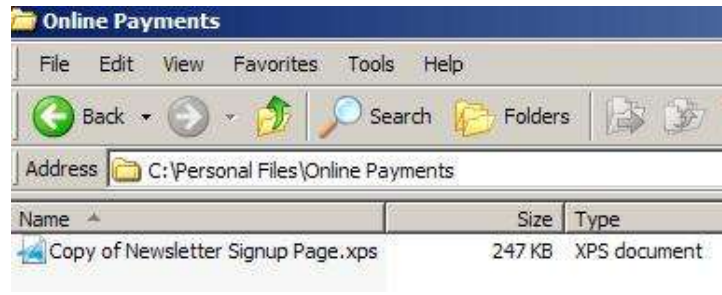 Online Payments
File Edit View Favorites Tools Help
Back Search Folders
Address C:\Personal Files\Online Payments
Name Size Type
Copy of Newsletter Signup Page.xps 247 KB XPS document